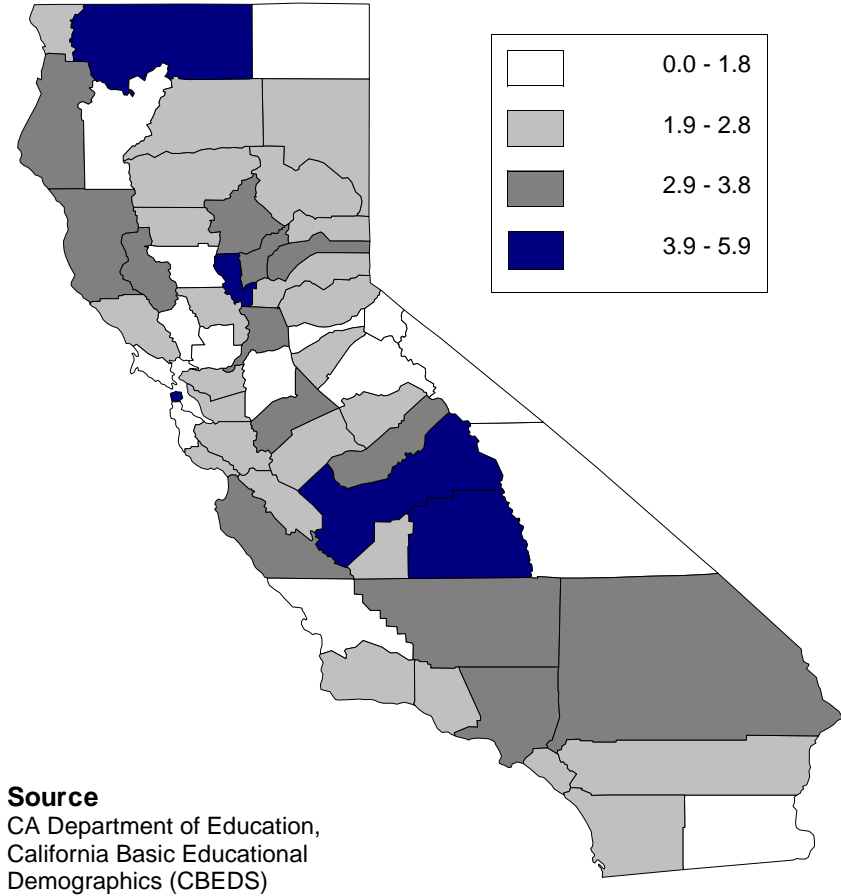 0.0 - 1.8
1.9 - 2.8
2.9 - 3.8
3.9 - 5.9
Source
CA Department of Education,
California Basic Educational
Demographics (CBEDS)